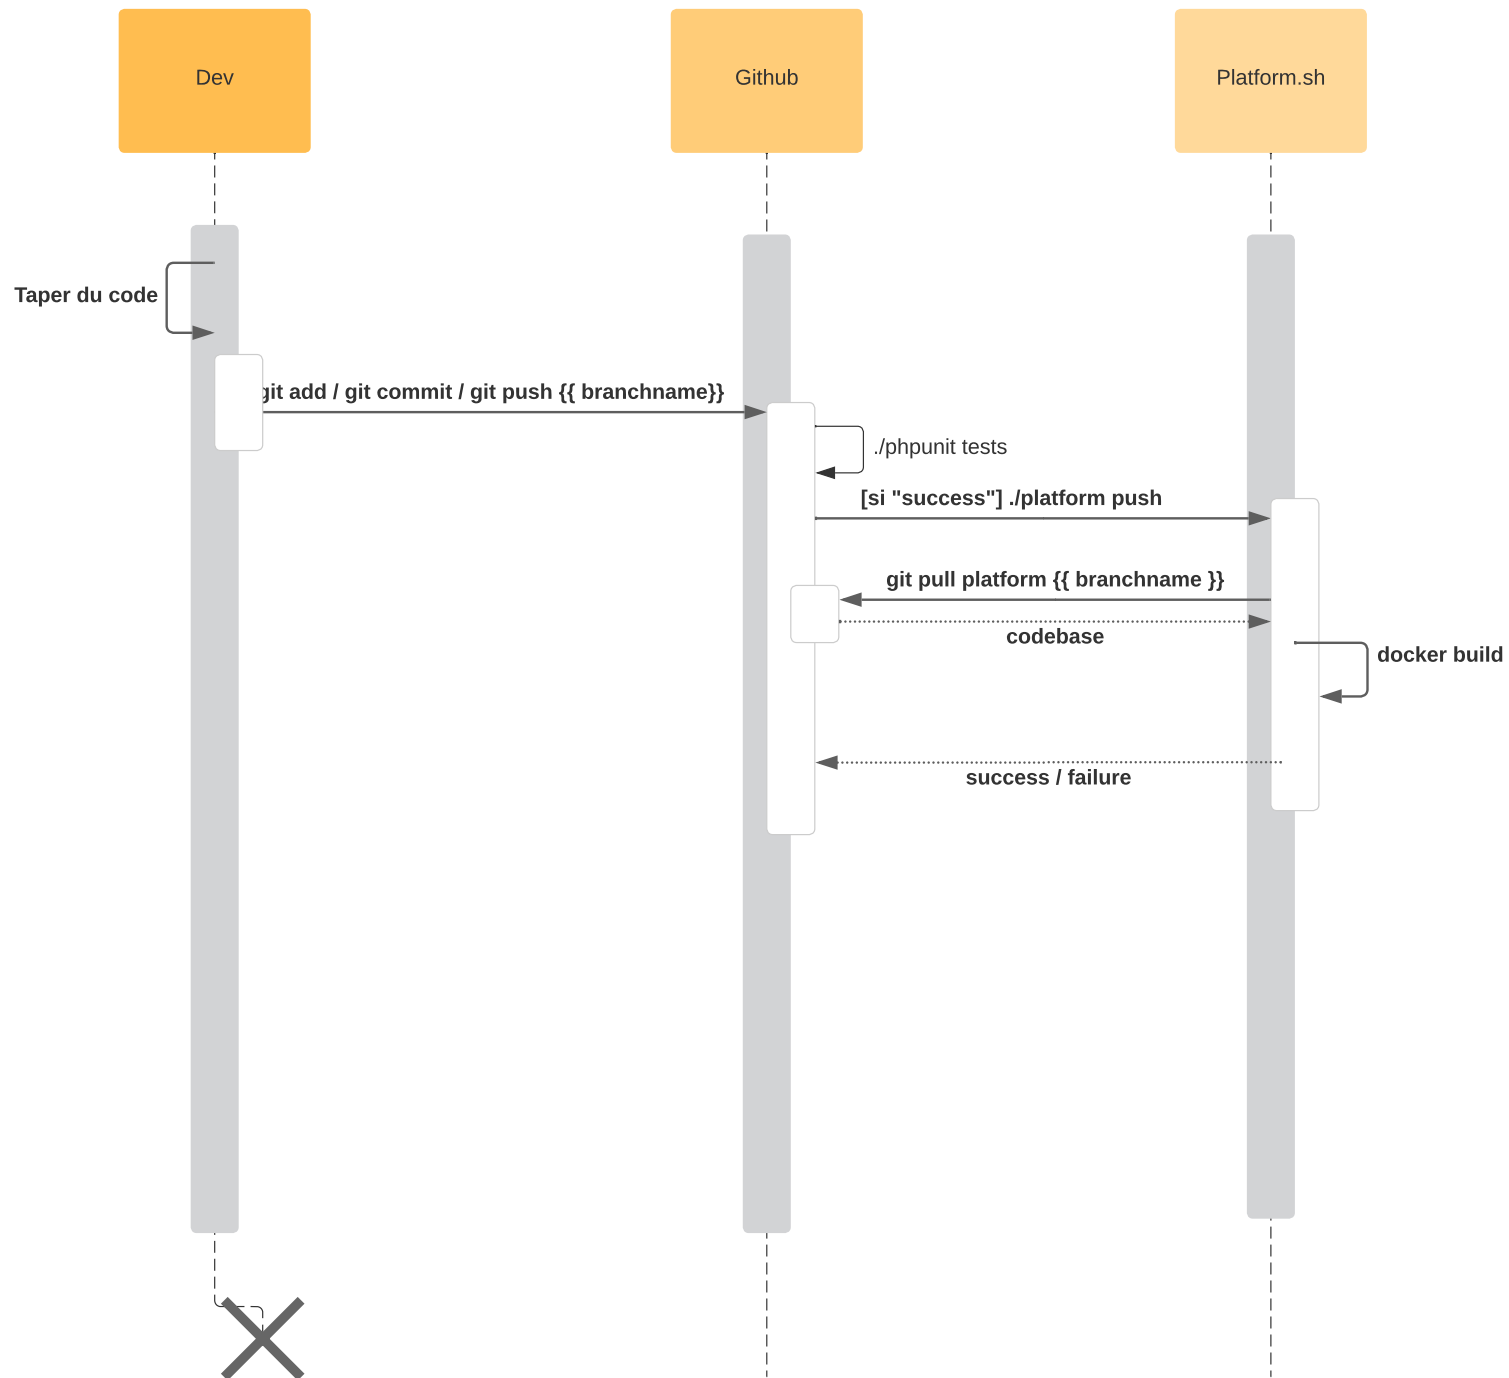 Dev
Github
Platform.sh
Taper du code
git add / git commit / git push {{ branchname}}
./phpunit tests
[si "success"] ./platform push
git pull platform {{ branchname }}
codebase
docker build
success / failure